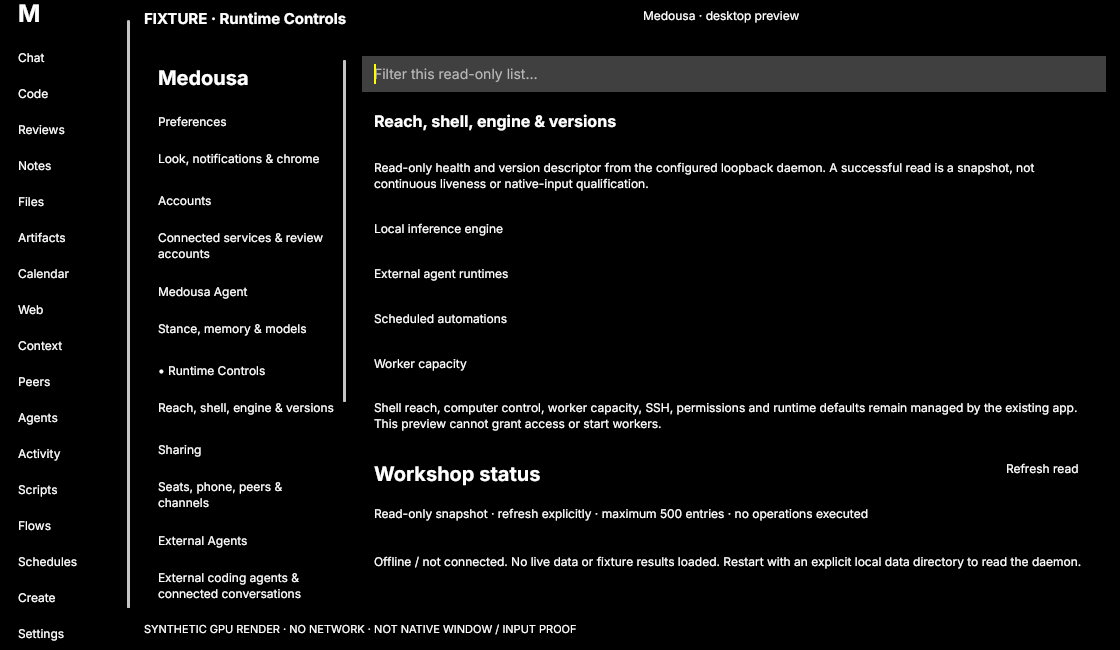 M
Chat
Code
Reviews
Notes
Files
Artifacts
Calendar
Web
Context
Peers
Agents
Activity
Scripts
Flows
Schedules
Create
Settings
FIXTURE · Runtime Controls
Medousa · desktop preview
Medousa
Preferences
Look, notifications & chrome
Accounts
Connected services & review
accounts
Medousa Agent
Stance, memory & models
• Runtime Controls
Reach, shell, engine & versions
Sharing
Seats, phone, peers &
channels
External Agents
External coding agents &
connected conversations
Filter this read-only list...
Reach, shell, engine & versions
Read-only health and version descriptor from the configured loopback daemon. A successful read is a snapshot, not
continuous liveness or native-input qualification.
Local inference engine
External agent runtimes
Scheduled automations
Worker capacity
Shell reach, computer control, worker capacity, SSH, permissions and runtime defaults remain managed by the existing app.
This preview cannot grant access or start workers.
Workshop status
Refresh read
Read-only snapshot · refresh explicitly · maximum 500 entries · no operations executed
Offline / not connected. No live data or fixture results loaded. Restart with an explicit local data directory to read the daemon.
SYNTHETIC GPU RENDER · NO NETWORK · NOT NATIVE WINDOW / INPUT PROOF